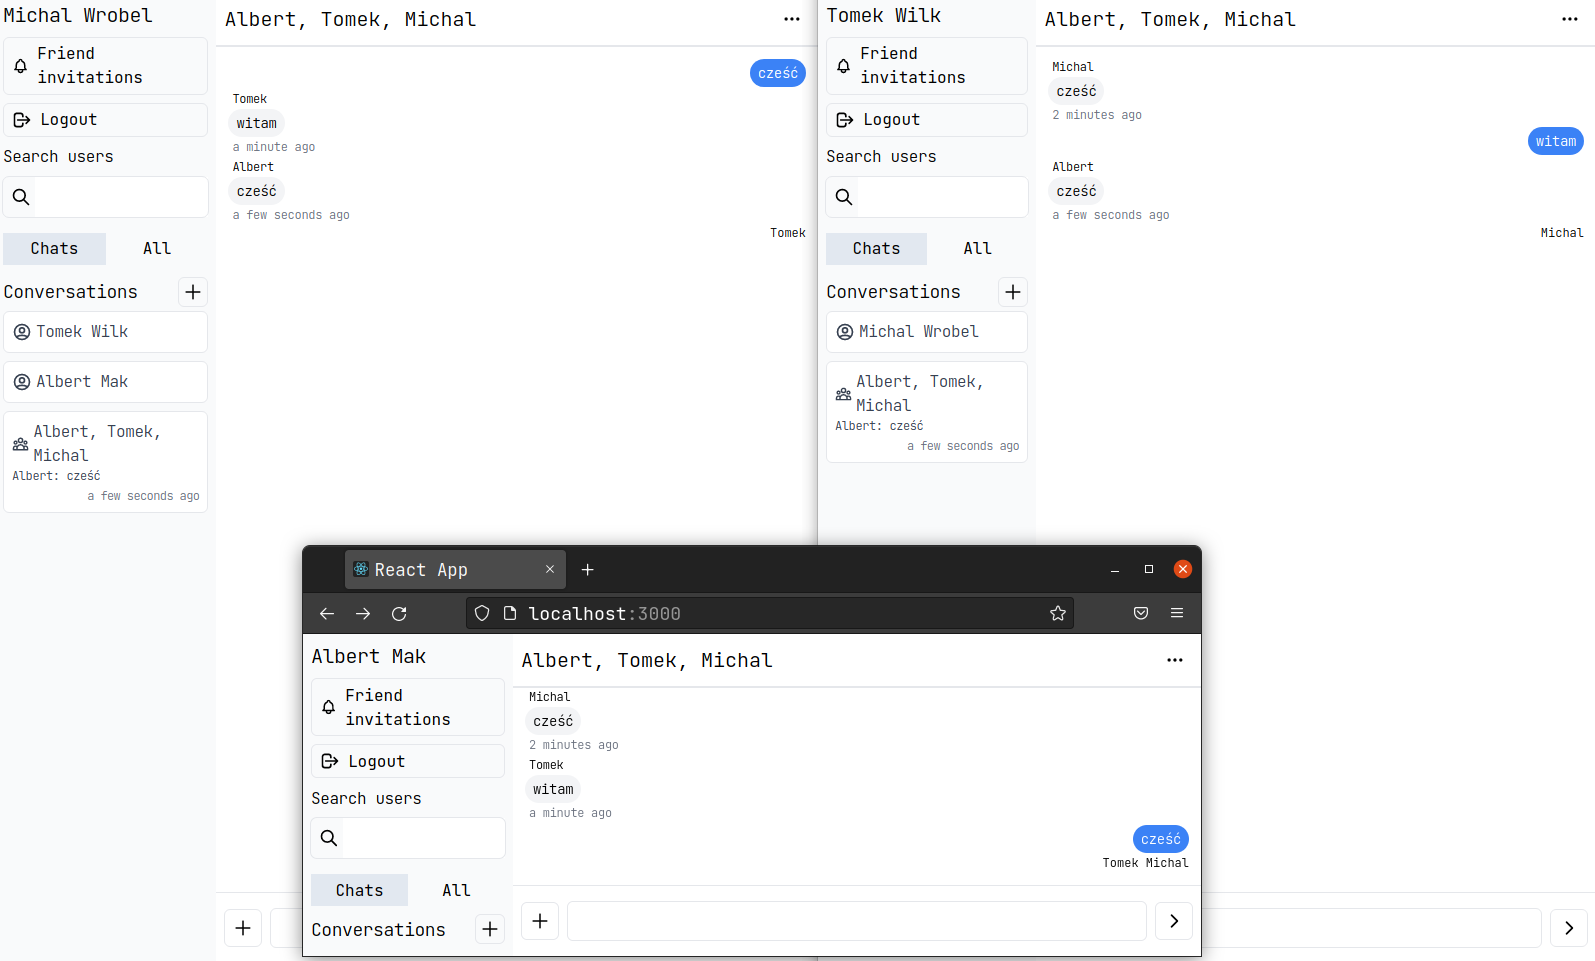 Michal Wrobel
Friend
invitations
Logout
Search users
Chats
All
Conversations
Tomek Wilk
Albert Mak
Albert, Tomek,
Michal
Albert: cześć
a few seconds ago
Albert, Tomek, Michal
cześć
Tomek
witam
a minute ago
Albert
cześć
a few seconds ago
Tomek
Tomek Wilk
Friend
invitations
Logout
Search users
Chats
All
Conversations
Michal Wrobel
Albert, Tomek,
Michal
Albert: cześć
a few seconds ago
Albert, Tomek, Michal
Michal
cześć
2 minutes ago
witam
Albert
cześć
a few seconds ago
Michal
React App
localhost:3000
Albert Mak
Friend
invitations
Logout
Search users
Chats
All
Conversations
Albert, Tomek, Michal
Michal
cześć
2 minutes ago
Tomek
witam
a minute ago
cześć
Tomek Michal